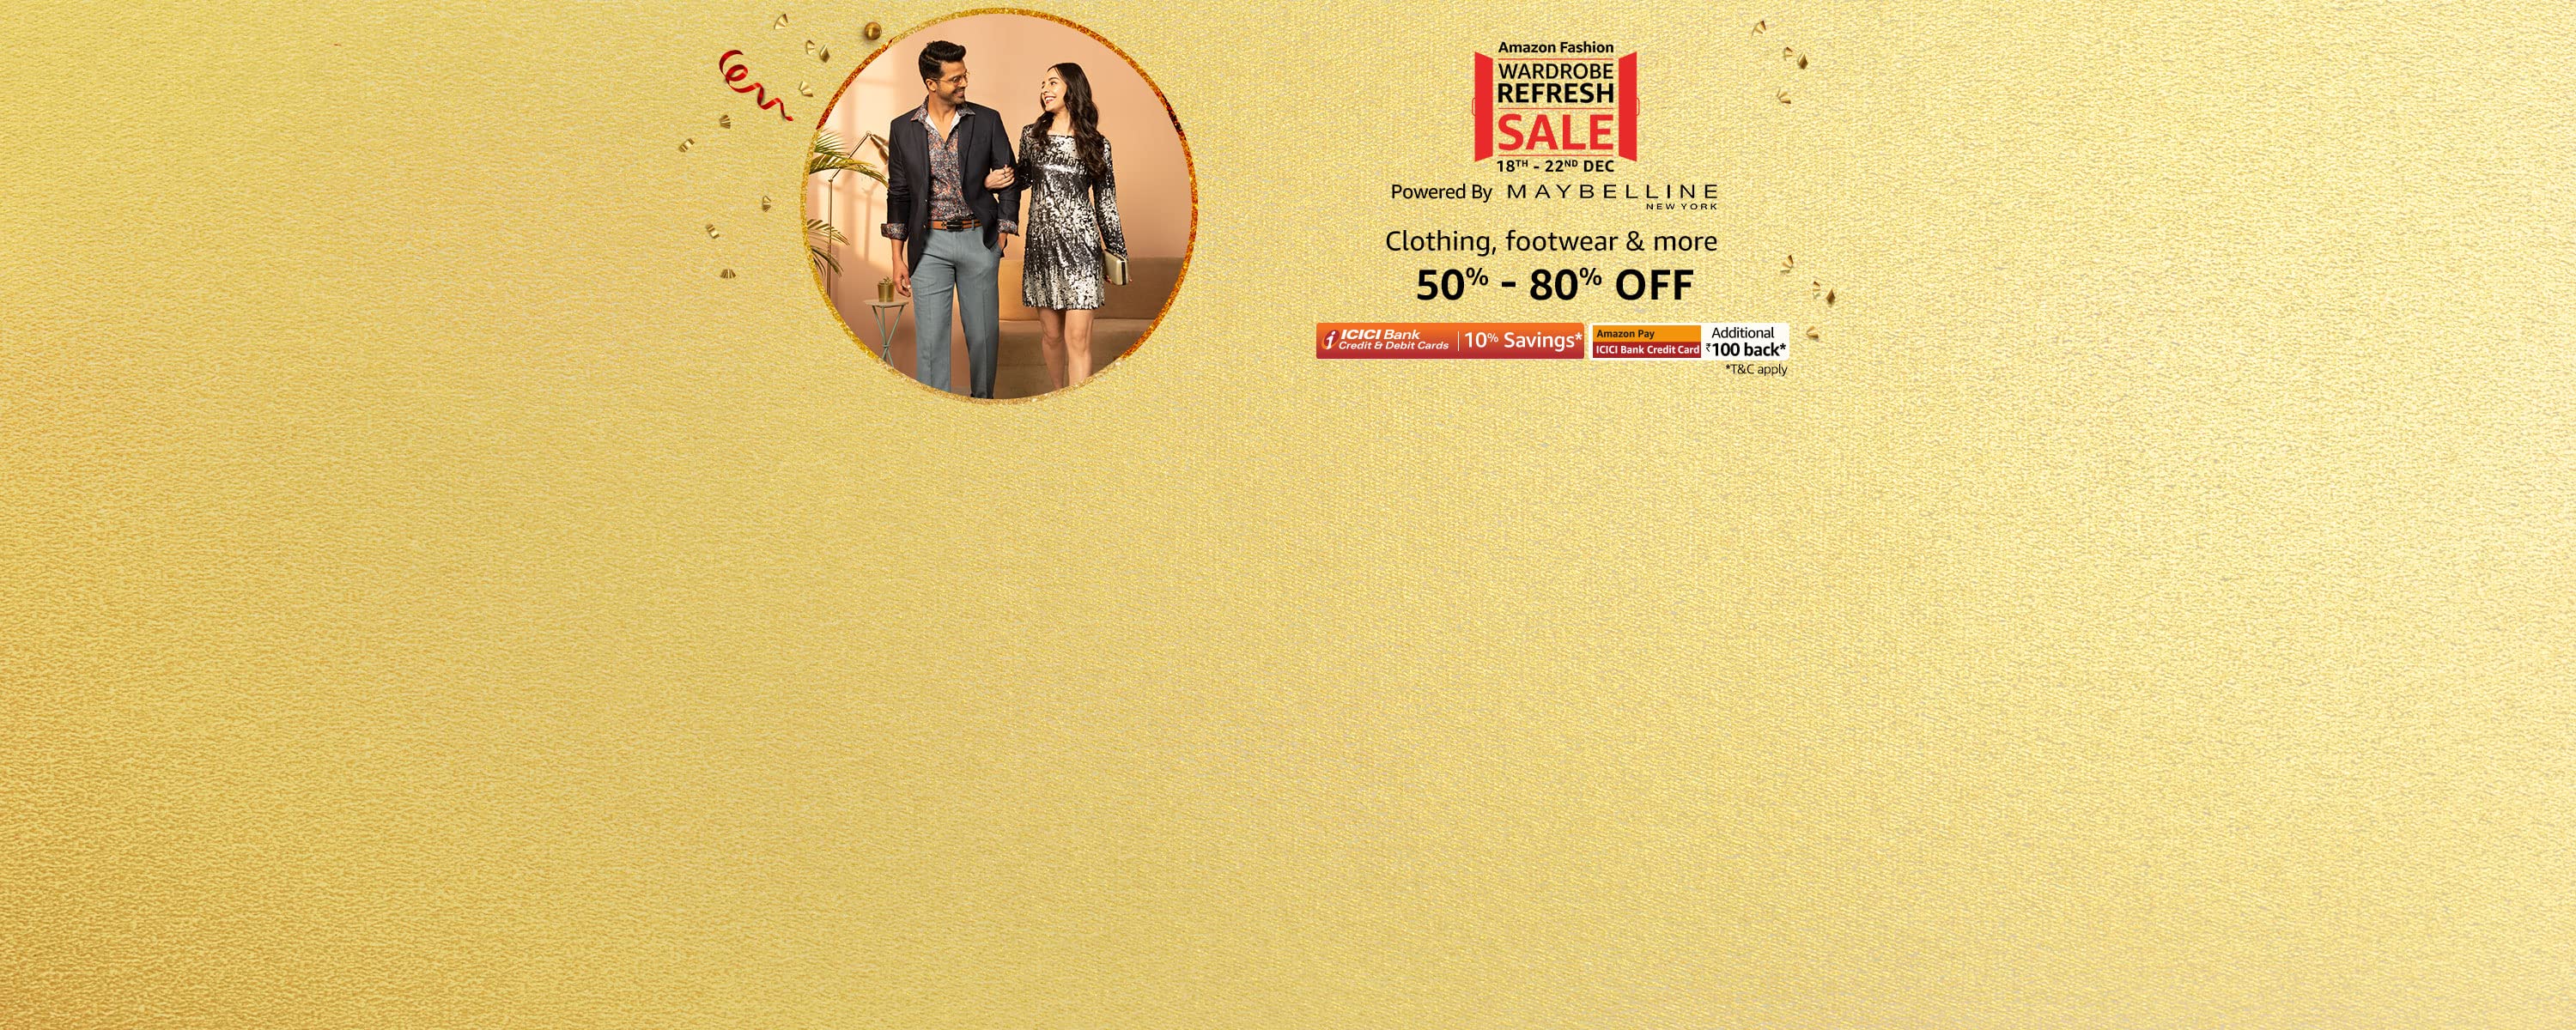 Amazon Fashion
WARDROBE
REFRESH
SALE
18TH - 22ND DEC
Powered By MAYBELLINE
NEW YORK
Clothing, footwear & more
50% - 80% OFF
ICICI Bank
Credit & Debit Cards
10% Savings*
Amazon Pay
ICICI Bank Credit Card
Additional
₹100 back*
*T&C apply